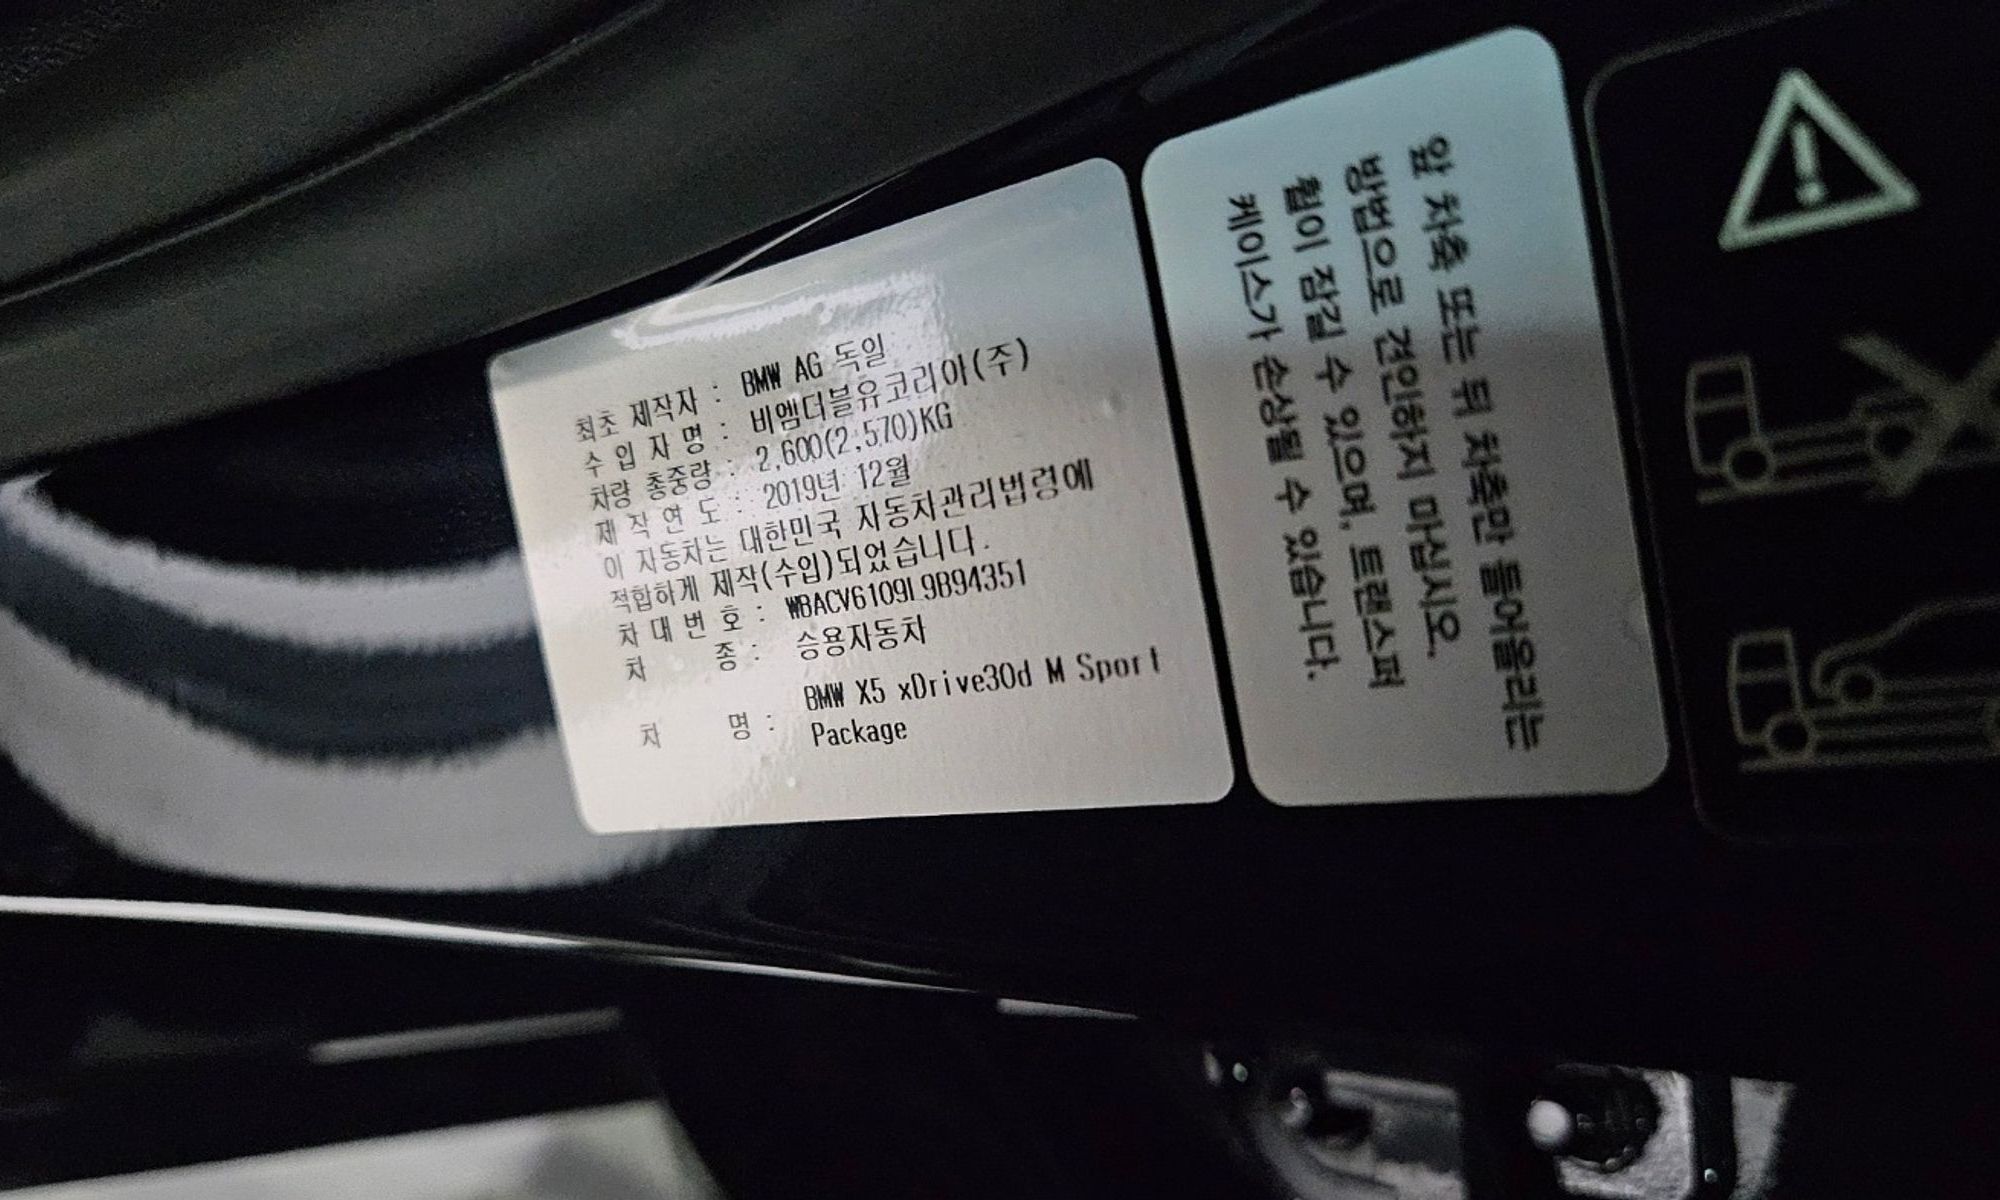 최초 제작자 : BMW AG 독일
수 입 자 명 : 비엠더블유코리아(주)
차량 총중량 : 2,600(2,570)KG
제 작 연 도 : 2019년 12월
이 자동차는 대한민국 자동차관리법령에
적합하게 제작(수입)되었습니다.
차 대 번 호 : WBACV6109L9B94351
차 종 : 승용자동차
차 명 : BMW X5 xDrive30d M Sport
Package
앞 차축 또는 뒤 차축만 들어올리는
방법으로 견인하지 마십시오.
휠이 잠길 수 있으며, 트랜스퍼
케이스가 손상될 수 있습니다.